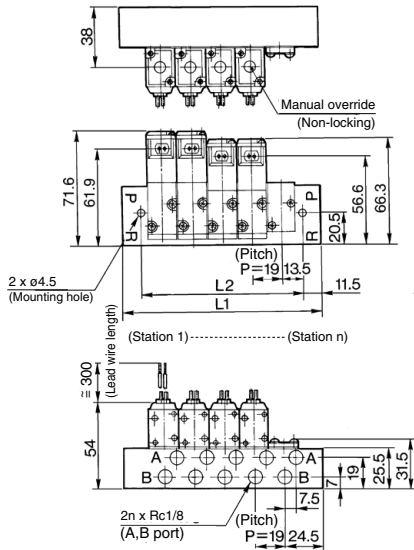 38
Manual override
(Non-locking)
71.6
61.9
P
R
P
R
20.5
56.6
66.3
(Pitch)
P=19 13.5
2 x ø4.5
(Mounting hole)
L2
11.5
L1
(Station 1) ---------------- (Station n)
≈300
(Lead wire length)
54
A
A
B
B
7
19
25.5
31.5
7.5
2n x Rc1/8
(A,B port)
(Pitch)
P=19 24.5